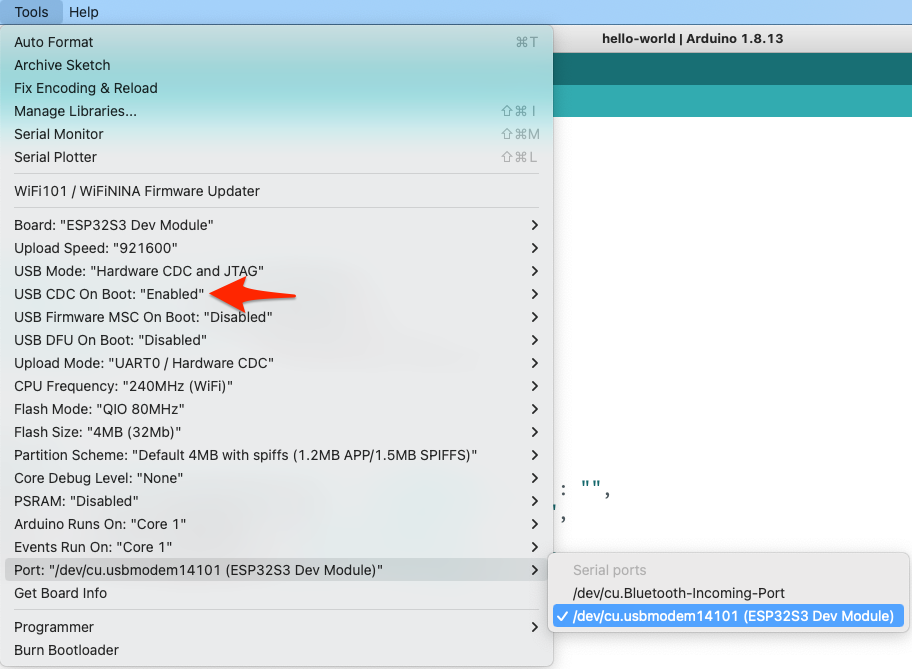 Tools Help
hello-world | Arduino 1.8.13
Auto Format ⌘T
Archive Sketch
Fix Encoding & Reload
Manage Libraries... ⇧⌘I
Serial Monitor ⇧⌘M
Serial Plotter ⇧⌘L
WiFi101 / WiFiNINA Firmware Updater
Board: "ESP32S3 Dev Module"
Upload Speed: "921600"
USB Mode: "Hardware CDC and JTAG"
USB CDC On Boot: "Enabled"
USB Firmware MSC On Boot: "Disabled"
USB DFU On Boot: "Disabled"
Upload Mode: "UART0 / Hardware CDC"
CPU Frequency: "240MHz (WiFi)"
Flash Mode: "QIO 80MHz"
Flash Size: "4MB (32Mb)"
Partition Scheme: "Default 4MB with spiffs (1.2MB APP/1.5MB SPIFFS)"
Core Debug Level: "None"
PSRAM: "Disabled"
: "",
Arduino Runs On: "Core 1"
",
Events Run On: "Core 1"
Port: "/dev/cu.usbmodem14101 (ESP32S3 Dev Module)"
Get Board Info
Programmer
Burn Bootloader
Serial ports
/dev/cu.Bluetooth-Incoming-Port
✓ /dev/cu.usbmodem14101 (ESP32S3 Dev Module)